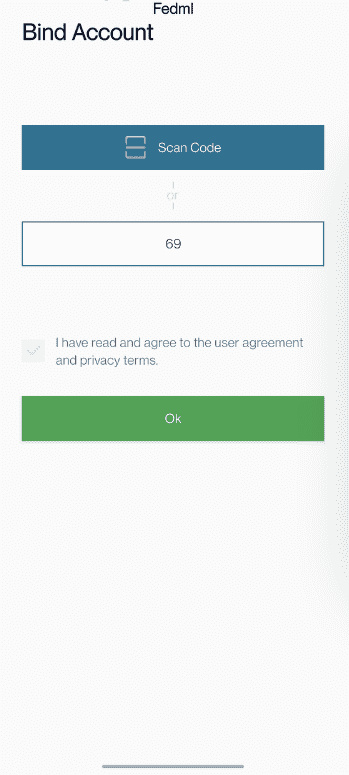 Fedml
Bind Account
Scan Code
or
69
I have read and agree to the user agreement
and privacy terms.
Ok